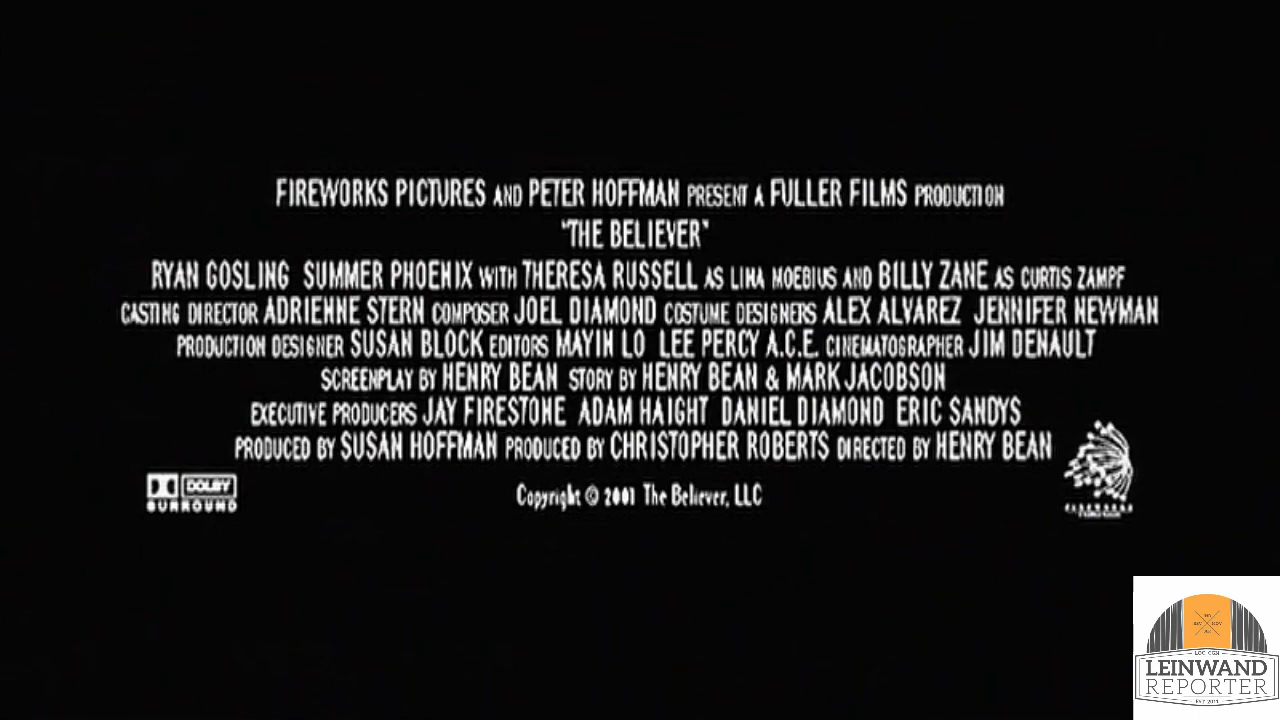 FIREWORKS PICTURES AND PETER HOFFMAN PRESENT A FULLER FILMS PRODUCTION
"THE BELIEVER"
RYAN GOSLING SUMMER PHOENIX WITH THERESA RUSSELL AS LINA MOEBIUS AND BILLY ZANE AS CURTIS ZAMPF
CASTING DIRECTOR ADRIENNE STERN COMPOSER JOEL DIAMOND COSTUME DESIGNERS ALEX ALVAREZ JENNIFER NEWMAN
PRODUCTION DESIGNER SUSAN BLOCK EDITORS MAYIN LO LEE PERCY A.C.E. CINEMATOGRAPHER JIM DENAULT
SCREENPLAY BY HENRY BEAN STORY BY HENRY BEAN & MARK JACOBSON
EXECUTIVE PRODUCERS JAY FIRESTONE ADAM HAIGHT DANIEL DIAMOND ERIC SANDYS
PRODUCED BY SUSAN HOFFMAN PRODUCED BY CHRISTOPHER ROBERTS DIRECTED BY HENRY BEAN
DOLBY
SURROUND
Copyright © 2001 The Believer, LLC
LEINWAND
REPORTER
EST 2011